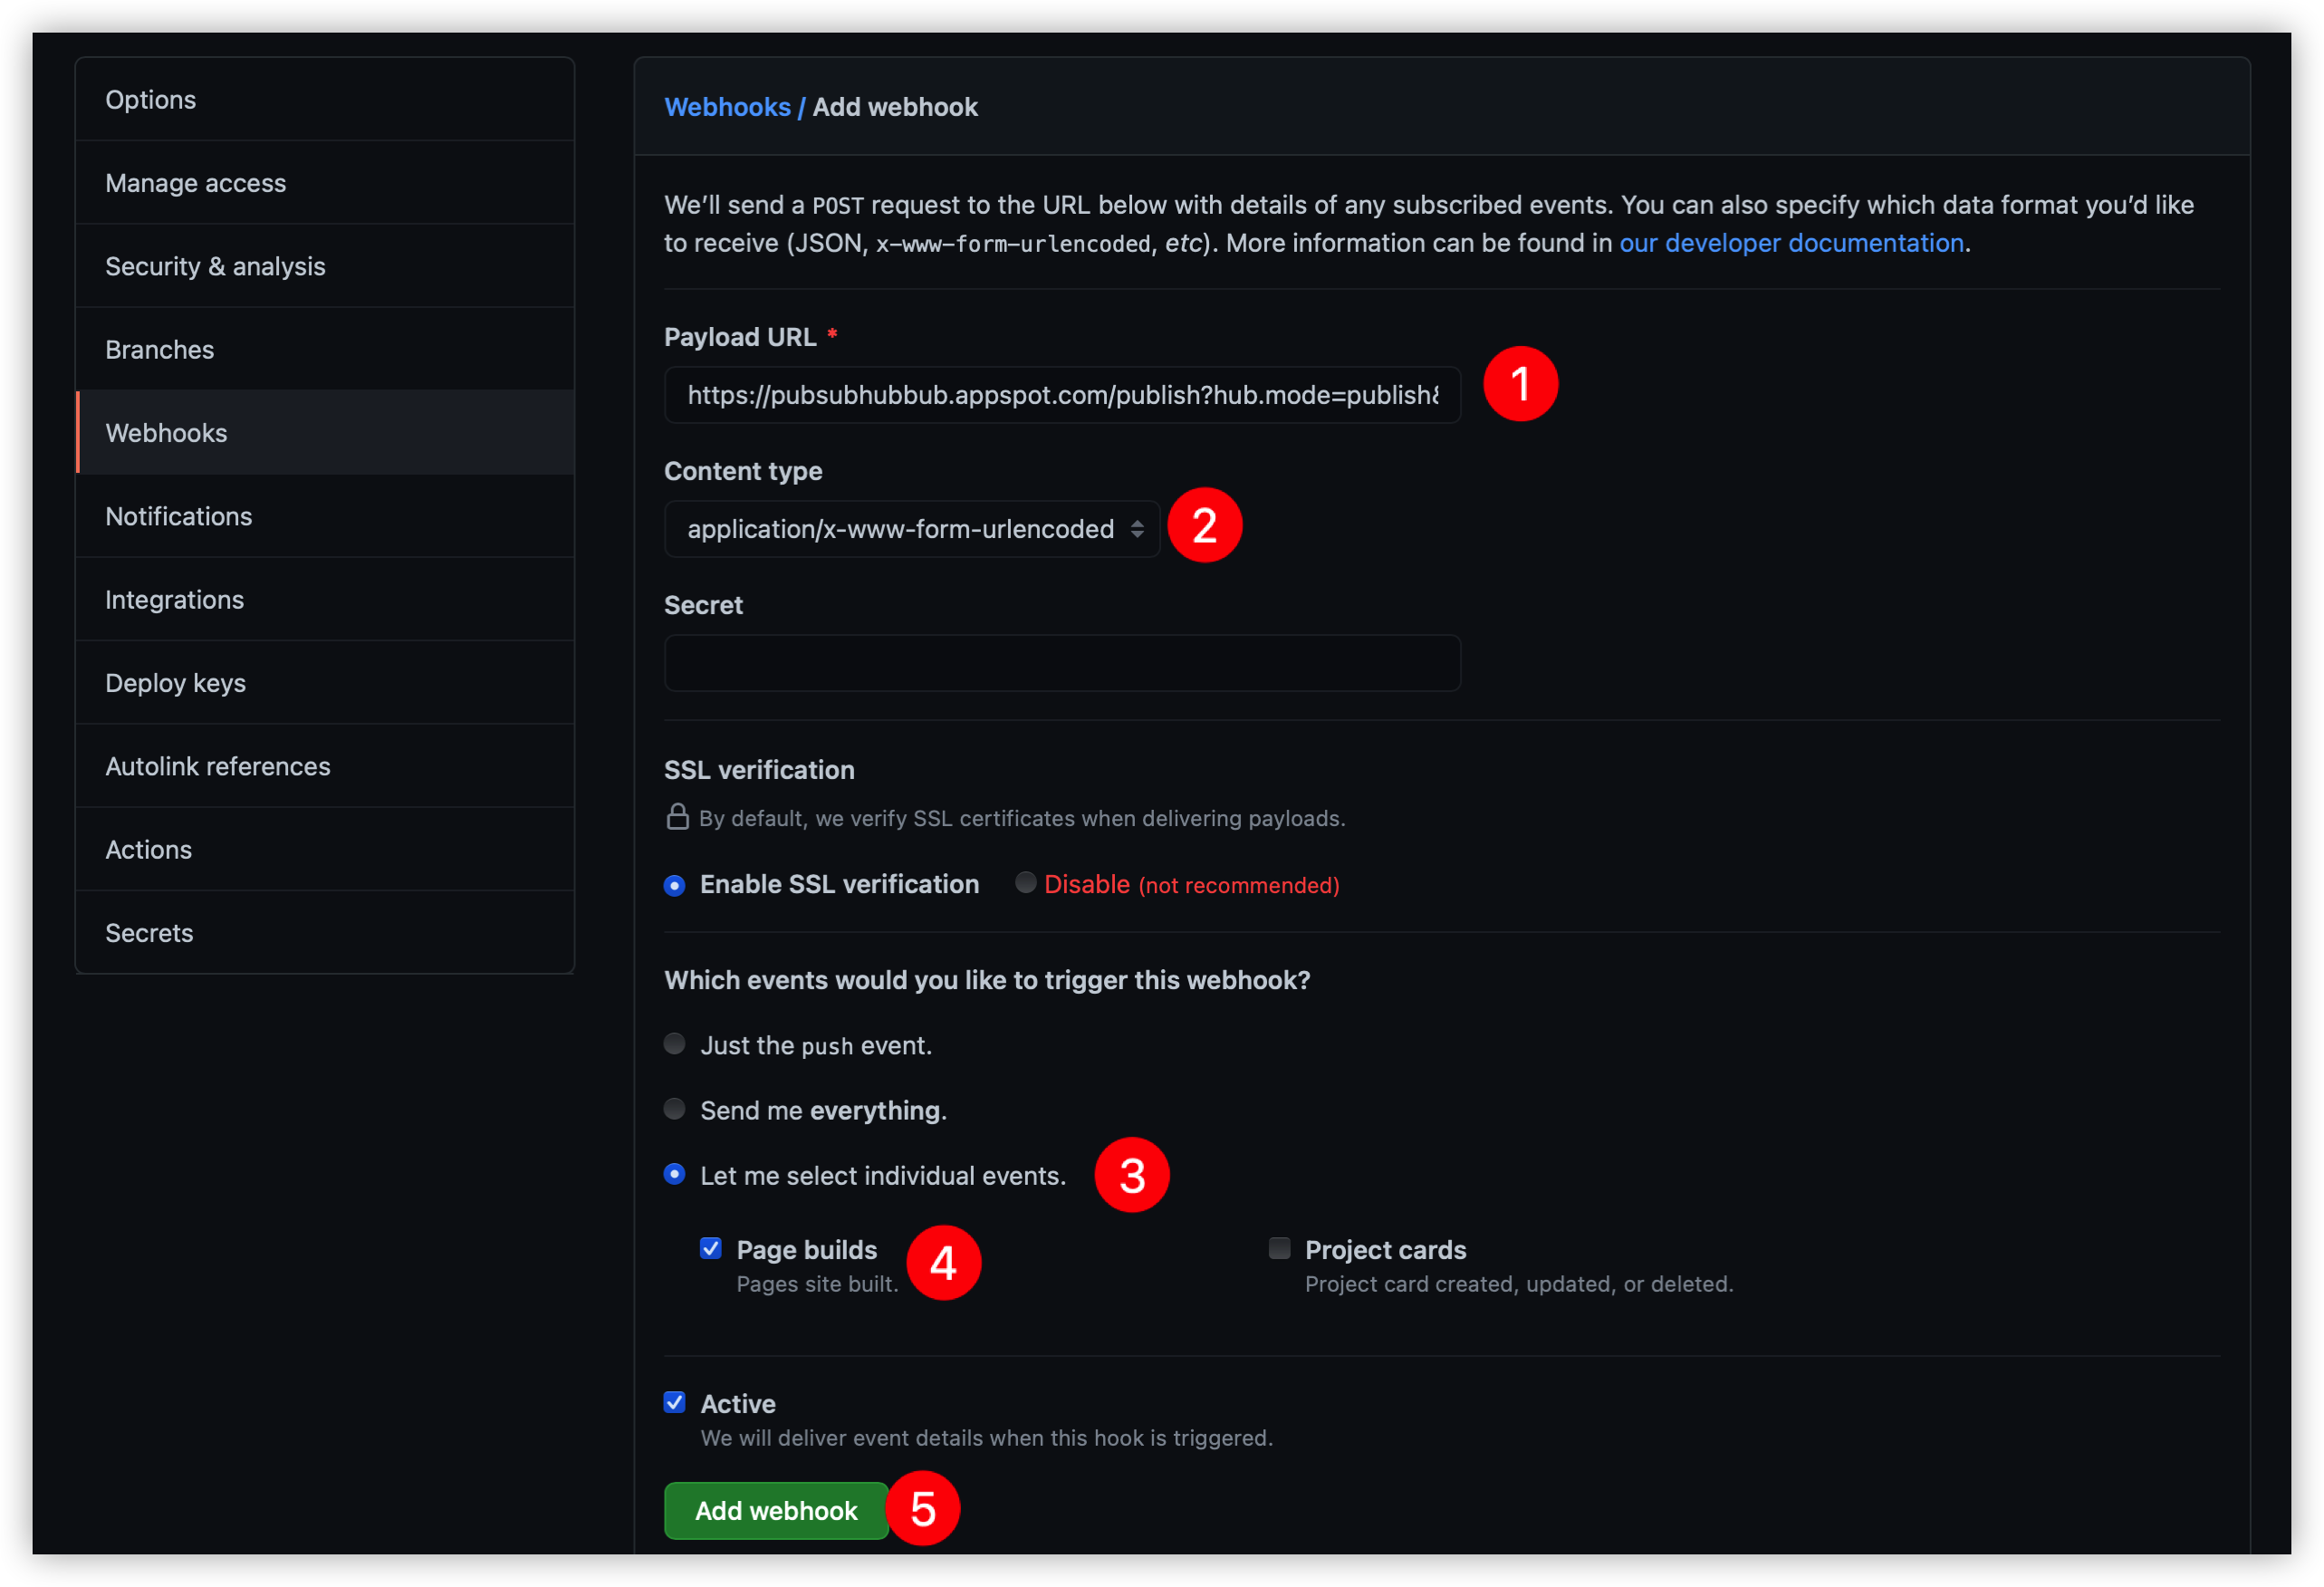 Options
Manage access
Security & analysis
Branches
Webhooks
Notifications
Integrations
Deploy keys
Autolink references
Actions
Secrets
Webhooks / Add webhook
We’ll send a POST request to the URL below with details of any subscribed events. You can also specify which data format you’d like
to receive (JSON, x-www-form-urlencoded, etc). More information can be found in our developer documentation.
Payload URL *
https://pubsubhubbub.appspot.com/publish?hub.mode=publish&
1
Content type
application/x-www-form-urlencoded
2
Secret
SSL verification
By default, we verify SSL certificates when delivering payloads.
Enable SSL verification Disable (not recommended)
Which events would you like to trigger this webhook?
Just the push event.
Send me everything.
Let me select individual events.
3
Page builds
Pages site built.
4
Project cards
Project card created, updated, or deleted.
Active
We will deliver event details when this hook is triggered.
Add webhook
5